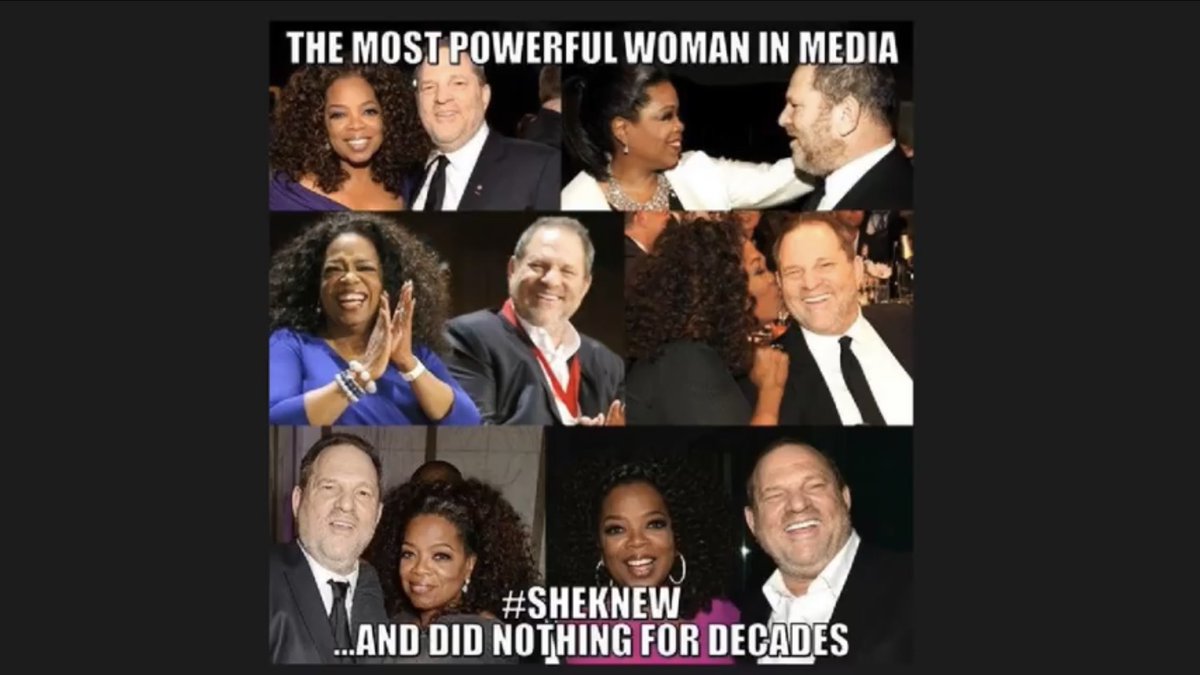 THE MOST POWERFUL WOMAN IN MEDIA
#SHEKNEW
...AND DID NOTHING FOR DECADES